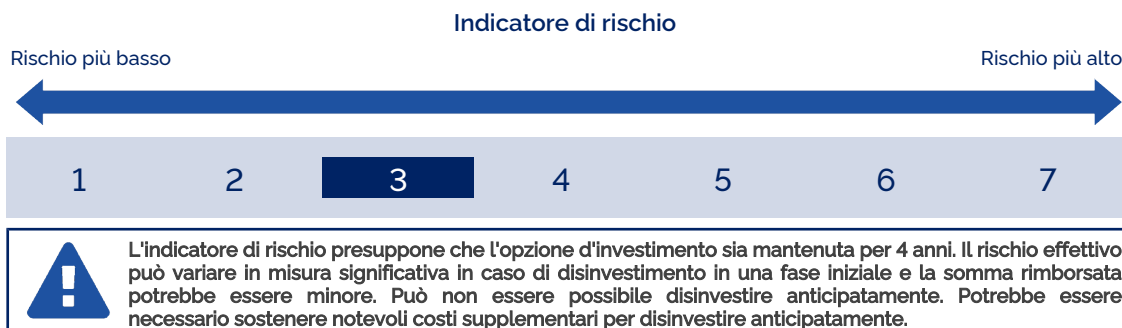 Indicatore di rischio
Rischio più basso Rischio più alto
1 2 3 4 5 6 7
L'indicatore di rischio presuppone che l'opzione d'investimento sia mantenuta per 4 anni. Il rischio effettivo
può variare in misura significativa in caso di disinvestimento in una fase iniziale e la somma rimborsata
potrebbe essere minore. Può non essere possibile disinvestire anticipatamente. Potrebbe essere
necessario sostenere notevoli costi supplementari per disinvestire anticipatamente.